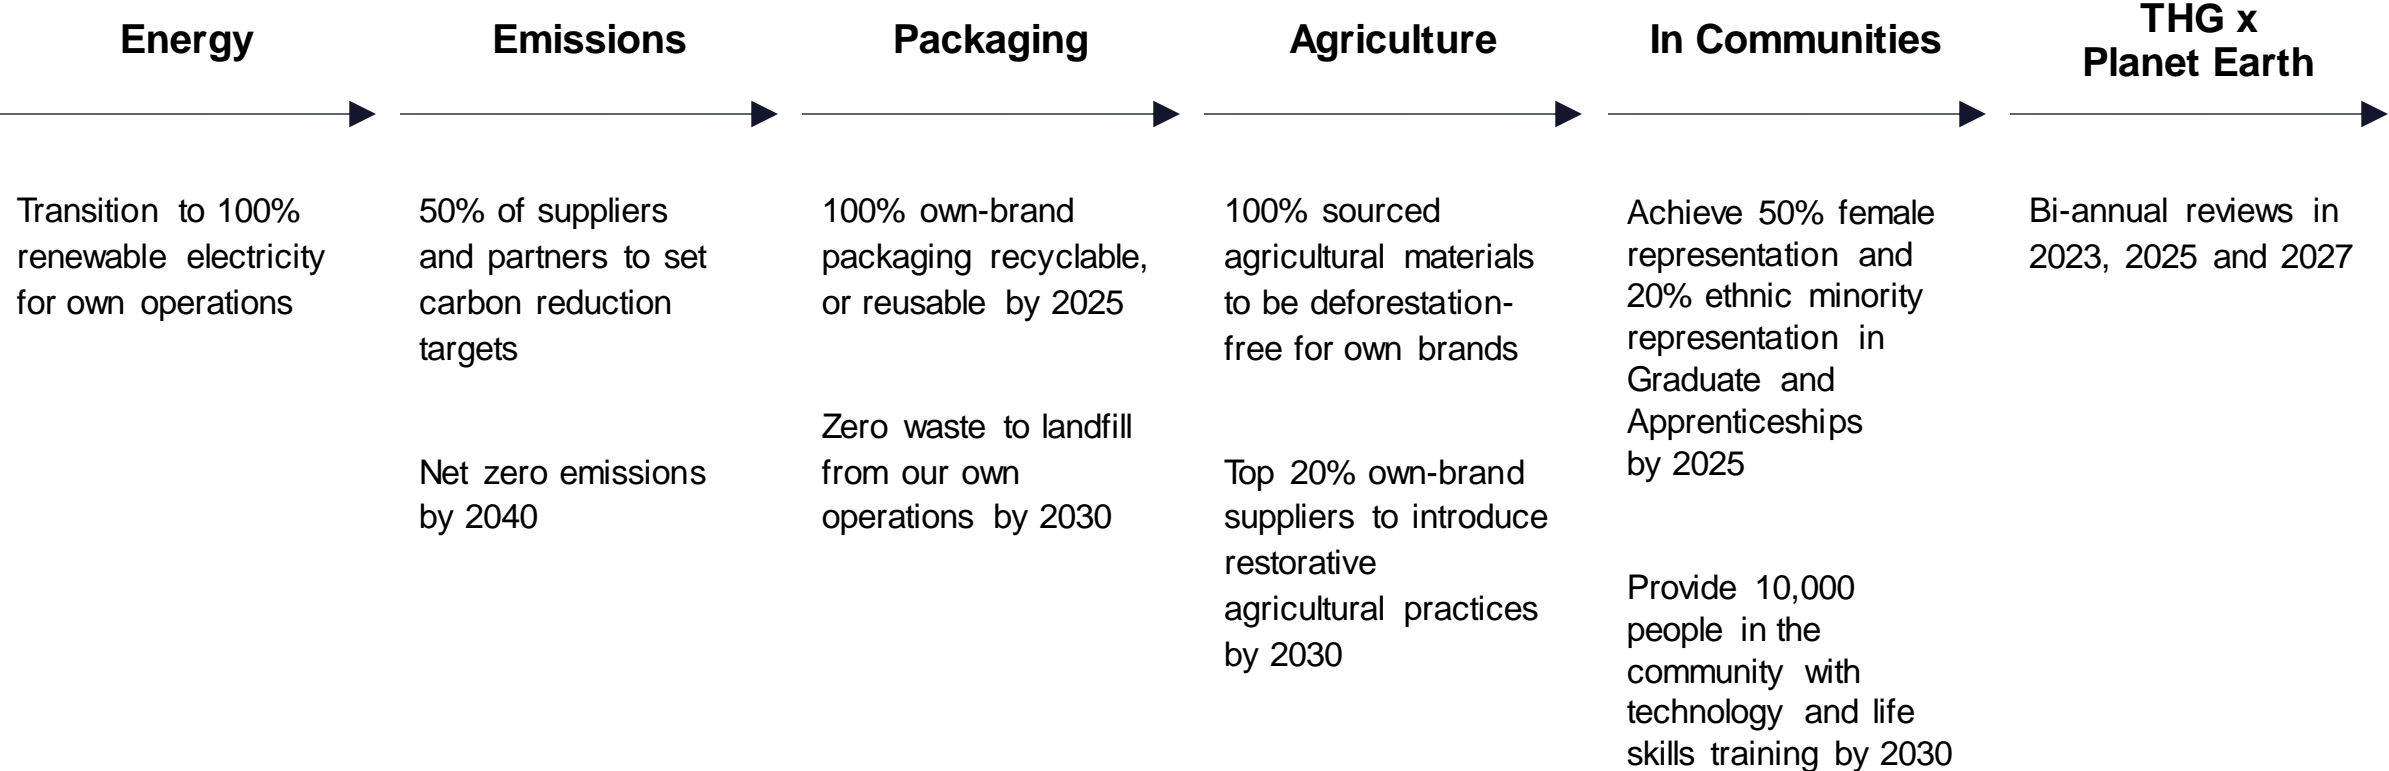 Energy
Transition to 100%
renewable electricity
for own operations
Emissions
50% of suppliers
and partners to set
carbon reduction
targets
Net zero emissions
by 2040
Packaging
100% own-brand
packaging recyclable,
or reusable by 2025
Zero waste to landfill
from our own
operations by 2030
Agriculture
100% sourced
agricultural materials
to be deforestation-
free for own brands
Top 20% own-brand
suppliers to introduce
restorative
agricultural practices
by 2030
In Communities
Achieve 50% female
representation and
20% ethnic minority
representation in
Graduate and
Apprenticeships
by 2025
Provide 10,000
people in the
community with
technology and life
skills training by 2030
THG x
Planet Earth
Bi-annual reviews in
2023, 2025 and 2027